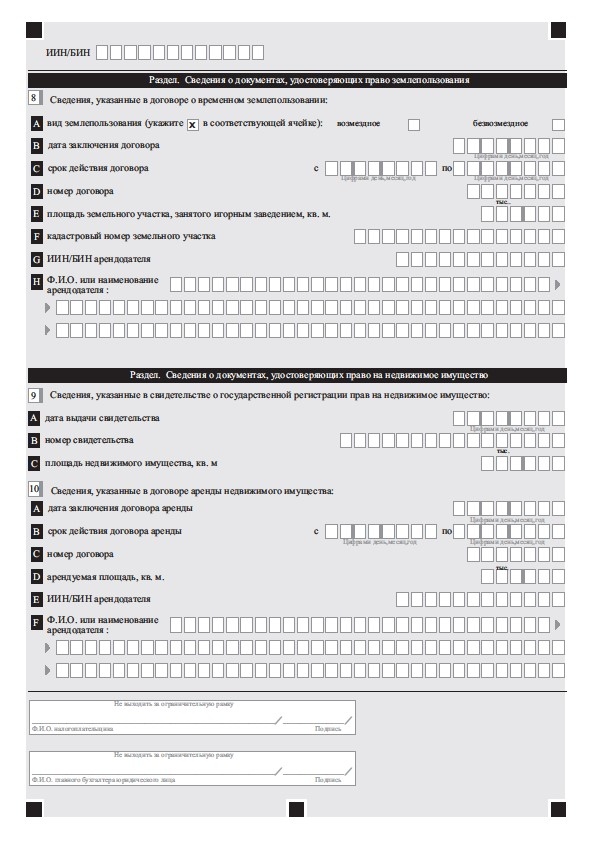 ИИН/БИН
Раздел. Сведения о документах, удостоверяющих право землепользования
8 Сведения, указанные в договоре о временном землепользовании:
A вид землепользования (укажите x в соответствующей ячейке): возмездное безвозмездное
B дата заключения договора
Цифрами день,месяц,год
C срок действия договора с по
Цифрами день,месяц,год Цифрами день,месяц,год
D номер договора
тыс.
E площадь земельного участка, занятого игорным заведением, кв. м.
F кадастровый номер земельного участка
G ИИН/БИН арендодателя
H Ф.И.О. или наименование
арендодателя :
Раздел. Сведения о документах, удостоверяющих право на недвижимое имущество
9 Сведения, указанные в свидетельстве о государственной регистрации прав на недвижимое имущество:
A дата выдачи свидетельства
Цифрами день,месяц,год
B номер свидетельства
тыс.
C площадь недвижимого имущества, кв. м
10 Сведения, указанные в договоре аренды недвижимого имущества:
A дата заключения договора аренды
Цифрами день,месяц,год
B срок действия договора аренды с по
Цифрами день,месяц,год Цифрами день,месяц,год
C номер договора
тыс.
D арендуемая площадь, кв. м.
E ИИН/БИН арендодателя
F Ф.И.О. или наименование
арендодателя :
Не выходить за ограничительную рамку
Ф.И.О. налогоплательщика Подпись
Не выходить за ограничительную рамку
Ф.И.О. главного бухгалтера юридического лица Подпись